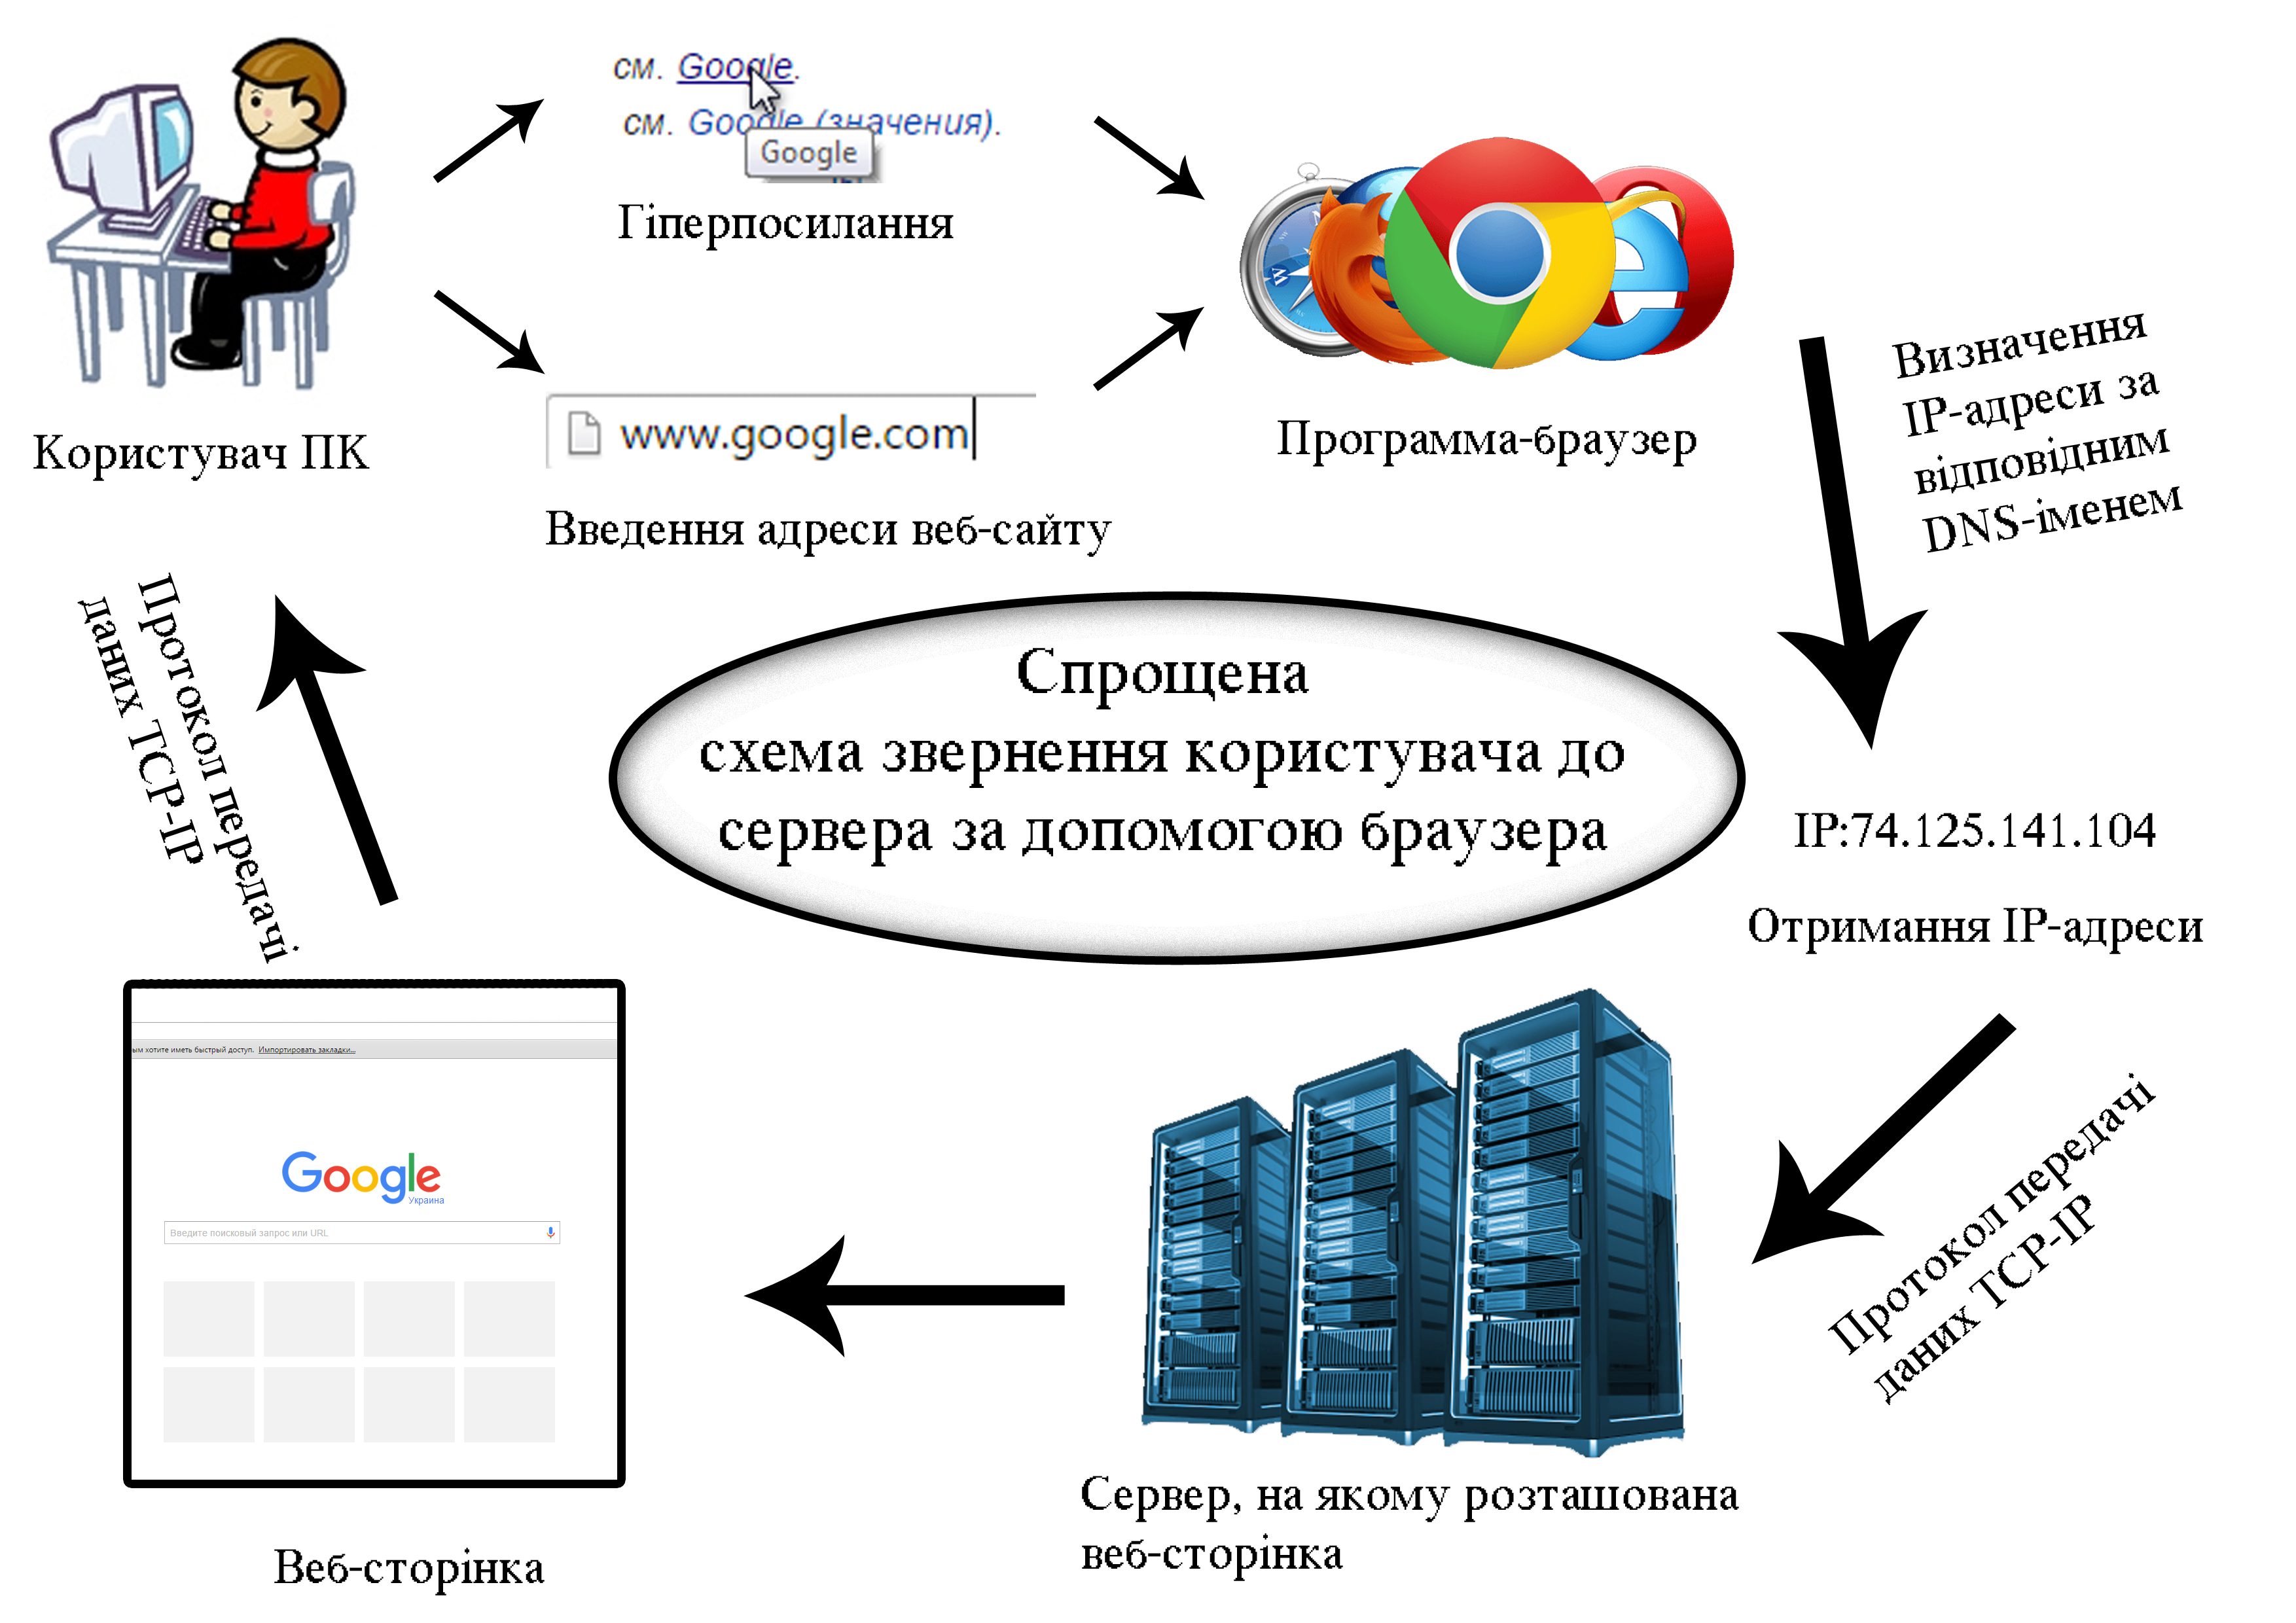 см. Google.
см. Google (значения).
Google
Гіперпосилання
Користувач ПК
www.google.com
Введення адреси веб-сайту
Программа-браузер
Визначення
IP-адреси за
відповідним
DNS-іменем
Спрощена
схема звернення користувача до
сервера за допомогою браузера
IP:74.125.141.104
Отримання IP-адреси
Протокол передачі
даних TCP-IP
Сервер, на якому розташована
веб-сторінка
ым хотите иметь быстрый доступ. Импортировать закладки...
Google
Украина
Введите поисковый запрос или URL
Веб-сторінка
Протокол передачі
даних TCP-IP